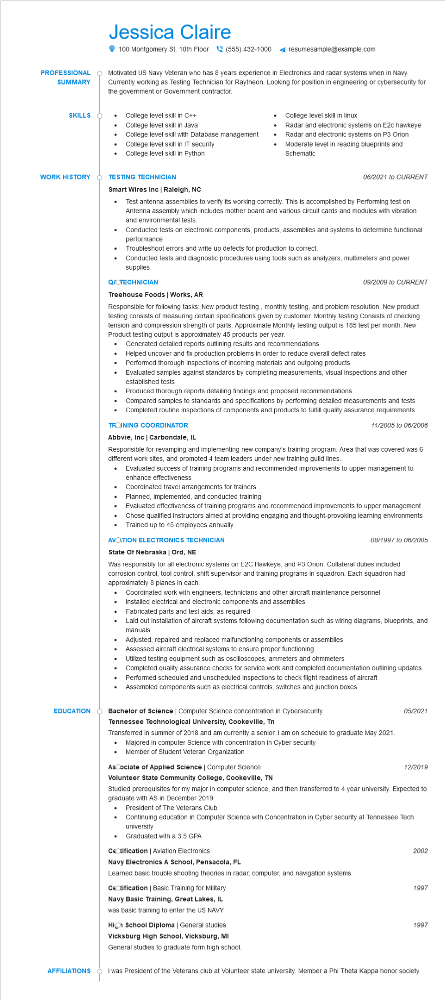 Jessica Claire
100 Montgomery St. 10th Floor (555) 432-1000 resumesample@example.com
PROFESSIONAL SUMMARY
Motivated US Navy Veteran who has 8 years experience in Electronics and radar systems when in Navy.
Currently working as Testing Technician for Raytheon. Looking for position in engineering or cybersecurity for
the government or Government contractor.
SKILLS
• College level skill in C++
• College level skill in Java
• College level skill with Database management
• College level skill in IT security
• College level skill in Python
• College level skill in linux
• Radar and electronic systems on E2c hawkeye
• Radar and electronic systems on P3 Orion
• Moderate level in reading blueprints and
Schematic
WORK HISTORY
TESTING TECHNICIAN 06/2021 to CURRENT
Smart Wires Inc | Raleigh, NC
• Test antenna assemblies to verify its working correctly. This is accomplished by Performing test on
Antenna assembly which includes mother board and various circuit cards and modules with vibration
and environmental tests.
• Conducted tests on electronic components, products, assemblies and systems to determine functional
performance
• Troubleshoot errors and write up defects for production to correct.
• Conducted tests and diagnostic procedures using tools such as analyzers, multimeters and power
supplies
QA TECHNICIAN 09/2009 to CURRENT
Treehouse Foods | Works, AR
Responsible for following tasks: New product testing , monthly testing, and problem resolution. New product
testing consists of measuring certain specifications given by customer. Monthly testing Consists of checking
tension and compression strength of parts. Approximate Monthly testing output is 185 test per month. New
Product testing output is approximately 45 products per year.
• Generated detailed reports outlining results and recommendations
• Helped uncover and fix production problems in order to reduce overall defect rates
• Performed thorough inspections of incoming materials and outgoing products
• Evaluated samples against standards by completing measurements, visual inspections and other
established tests
• Produced thorough reports detailing findings and proposed recommendations
• Compared samples to standards and specifications by performing detailed measurements and tests
• Completed routine inspections of components and products to fulfill quality assurance requirements
TRAINING COORDINATOR 11/2005 to 06/2006
Abbvie, Inc | Carbondale, IL
Responsible for revamping and implementing new company's training program. Area that was covered was 6
different work sites, and promoted 4 team leaders under new training guild lines.
• Evaluated success of training programs and recommended improvements to upper management to
enhance effectiveness
• Coordinated travel arrangements for trainers
• Planned, implemented, and conducted training
• Evaluated effectiveness of training programs and recommended improvements to upper management
• Chose qualified instructors aimed at providing engaging and thought-provoking learning environments
• Trained up to 45 employees annually
AVIATION ELECTRONICS TECHNICIAN 08/1997 to 06/2005
State Of Nebraska | Ord, NE
Was responsibly for all electronic systems on E2C Hawkeye, and P3 Orion. Collateral duties included
corrosion control, tool control, shift supervisor and training programs in squadron. Each squadron had
approximately 8 planes in each.
• Coordinated work with engineers, technicians and other aircraft maintenance personnel
• Installed electrical and electronic components and assemblies
• Fabricated parts and test aids, as required
• Laid out installation of aircraft systems following documentation such as wiring diagrams, blueprints, and
manuals
• Adjusted, repaired and replaced malfunctioning components or assemblies
• Assessed aircraft electrical systems to ensure proper functioning
• Utilized testing equipment such as oscilloscopes, ammeters and ohmmeters
• Completed quality assurance checks for service work and completed documentation outlining updates
• Performed scheduled and unscheduled inspections to check flight readiness of aircraft
• Assembled components such as electrical controls, switches and junction boxes
EDUCATION
Bachelor of Science | Computer Science concentration in Cybersecurity 05/2021
Tennessee Technological University, Cookeville, Tn
Transferred in summer of 2018 and am currently a senior. I am on schedule to graduate May 2021.
• Majored in computer Science with concentration in Cyber security
• Member of Student Veteran Organization
Associate of Applied Science | Computer Science 12/2019
Volunteer State Community College, Cookeville, TN
Studied prerequisites for my major in computer science, and then transferred to 4 year university. Expected to
graduate with AS in December 2019
• President of The Veterans Club
• Continuing education in Computer Science with Concentration in Cyber security at Tennessee Tech
university
• Graduated with a 3.5 GPA
Certification | Aviation Electronics 2002
Navy Electronics A School, Pensacola, FL
Learned basic trouble shooting theories in radar, computer, and navigation systems.
Certification | Basic Training for Military 1997
Navy Basic Training, Great Lakes, IL
was basic training to enter the US NAVY
High School Diploma | General studies 1997
Vicksburg High School, Vicksburg, MI
General studies to graduate form high school.
AFFILIATIONS
I was President of the Veterans club at Volunteer state university. Member a Phi Theta Kappa honor society.